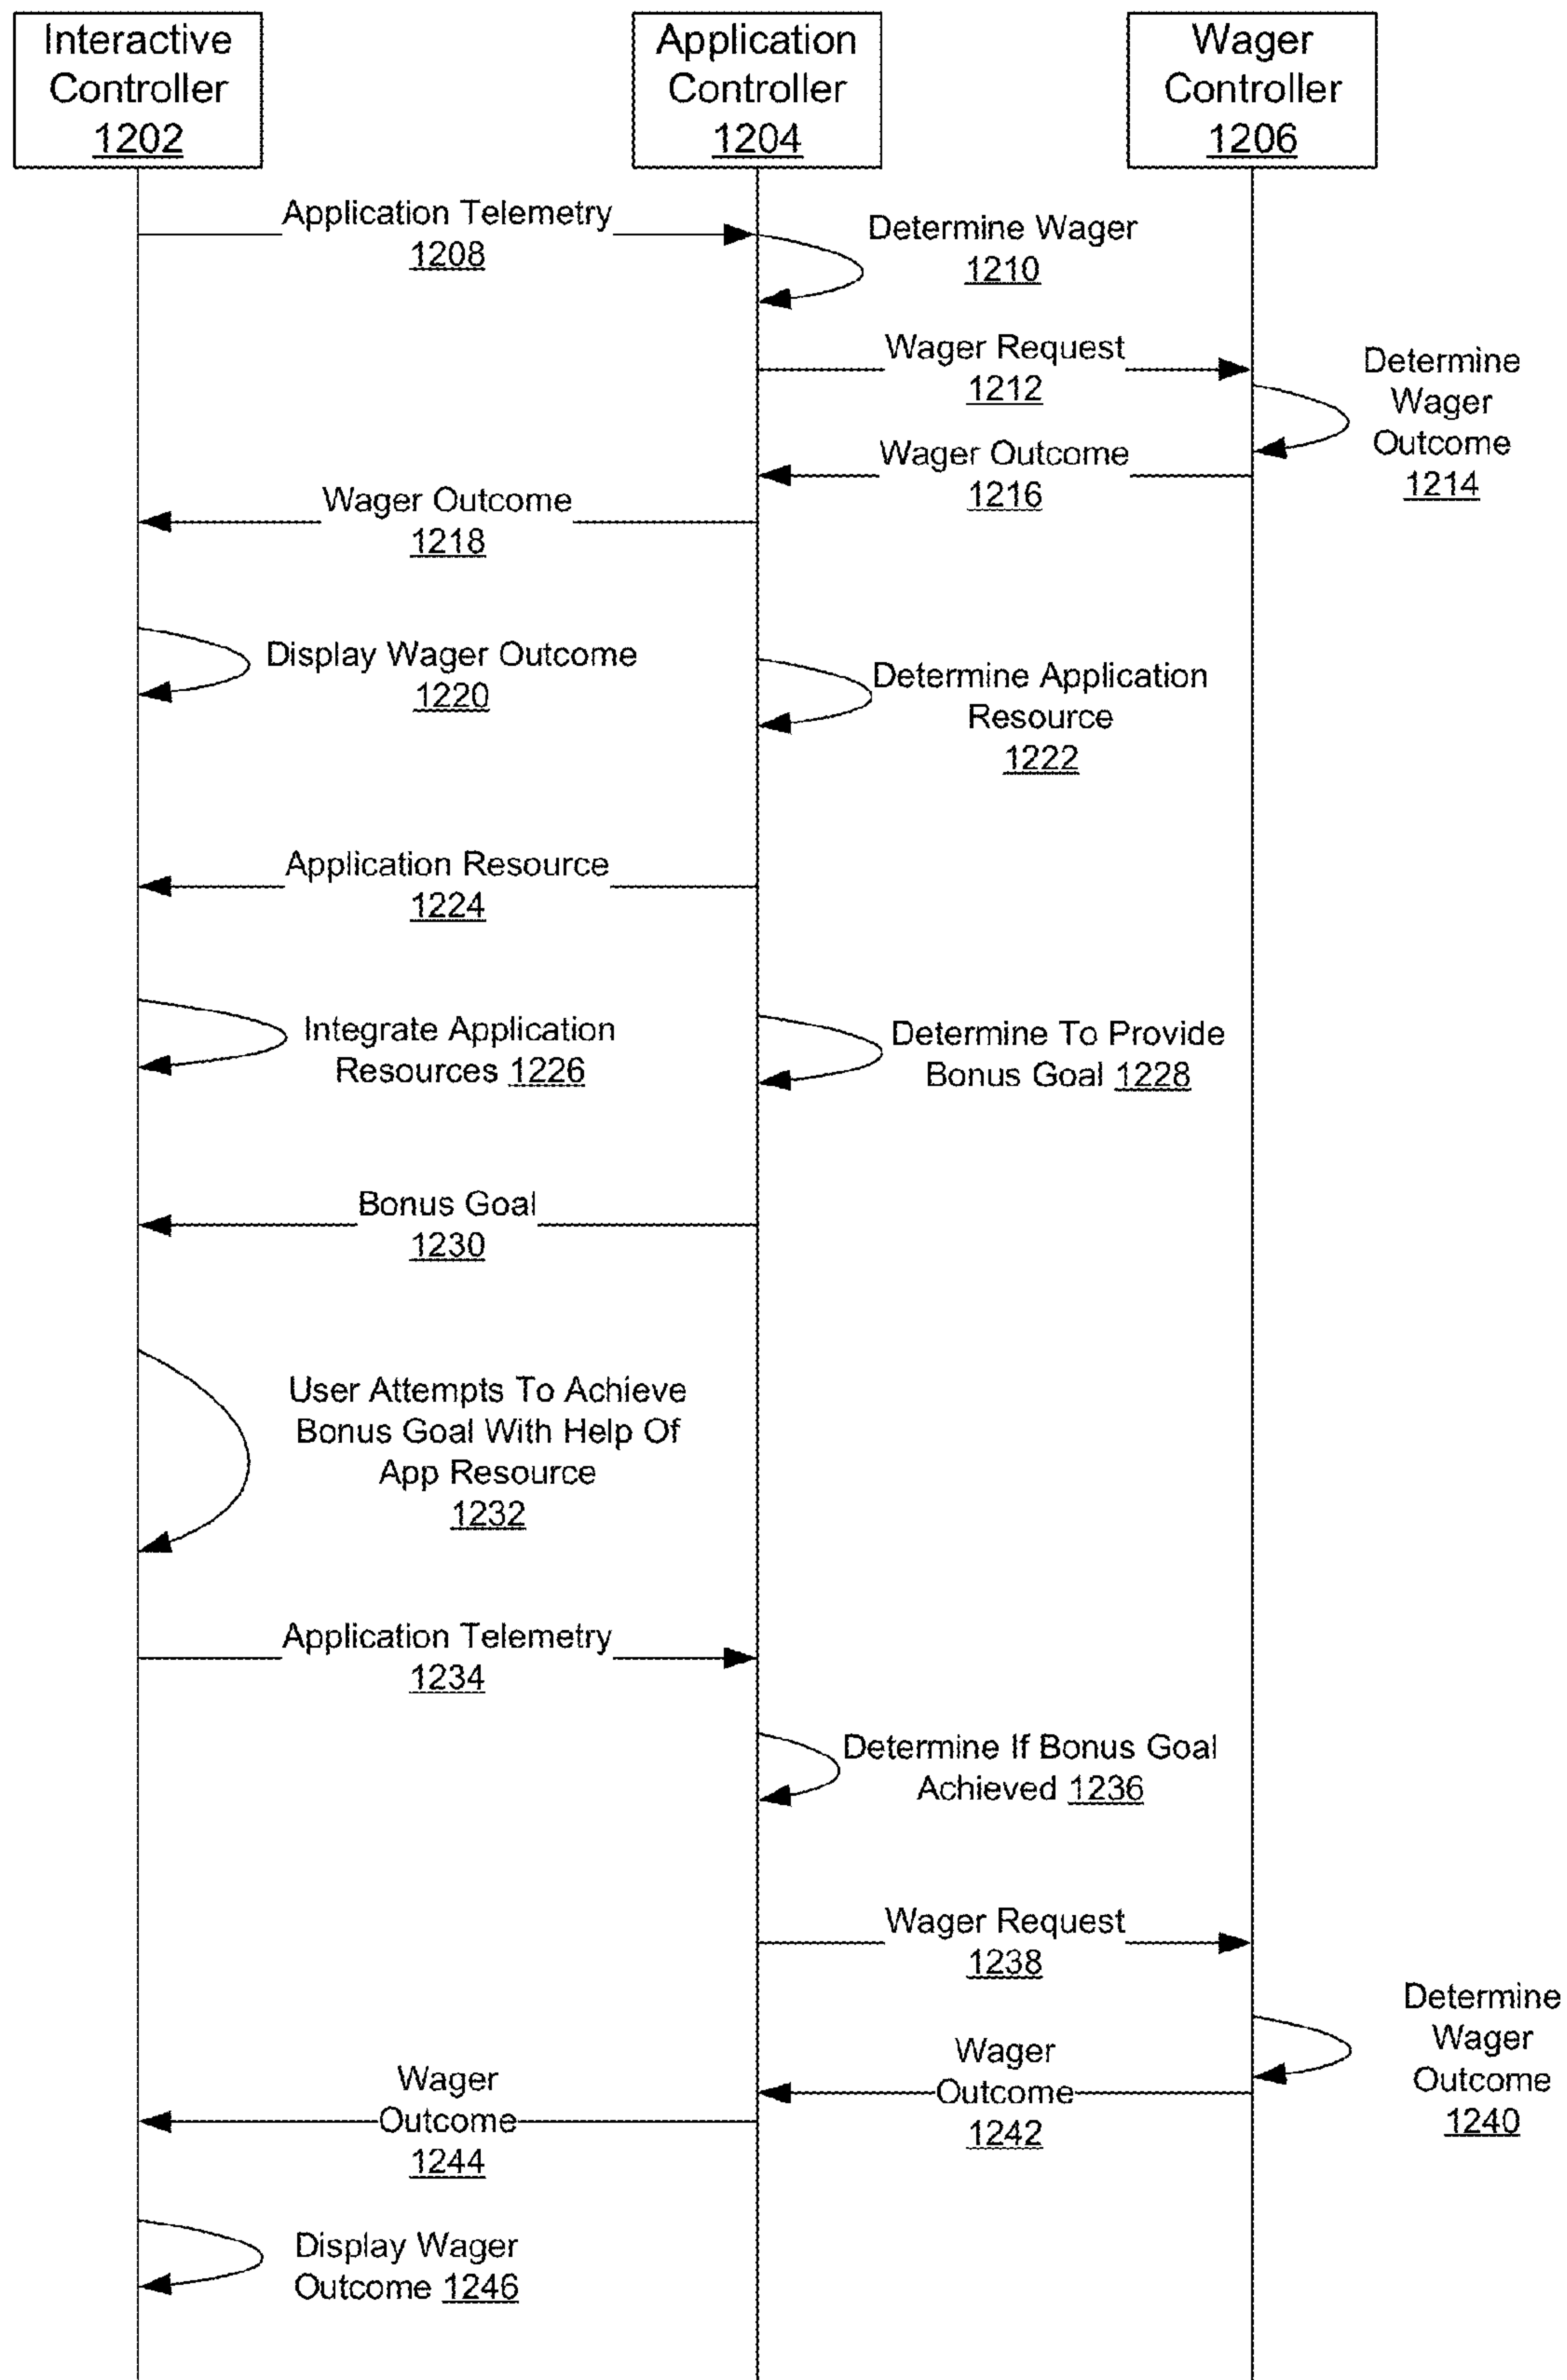 Interactive
Controller
1202
Application
Controller
1204
Wager
Controller
1206
Application Telemetry
1208
Determine Wager
1210
Wager Request
1212
Determine
Wager
Outcome
1214
Wager Outcome
1216
Wager Outcome
1218
Display Wager Outcome
1220
Determine Application
Resource
1222
Application Resource
1224
Integrate Application
Resources 1226
Determine To Provide
Bonus Goal 1228
Bonus Goal
1230
User Attempts To Achieve
Bonus Goal With Help Of
App Resource
1232
Application Telemetry
1234
Determine If Bonus Goal
Achieved 1236
Wager Request
1238
Determine
Wager
Outcome
1240
Wager
Outcome
1242
Wager
Outcome
1244
Display Wager
Outcome 1246